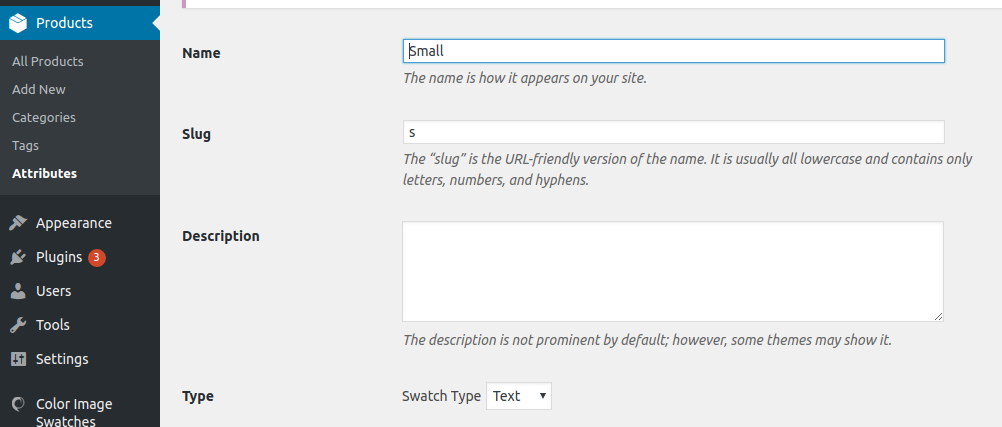 Products
All Products
Add New
Categories
Tags
Attributes
Appearance
Plugins 3
Users
Tools
Settings
Color Image
Swatches
Name
Small
The name is how it appears on your site.
Slug
s
The “slug” is the URL-friendly version of the name. It is usually all lowercase and contains only
letters, numbers, and hyphens.
Description
The description is not prominent by default; however, some themes may show it.
Type
Swatch Type Text